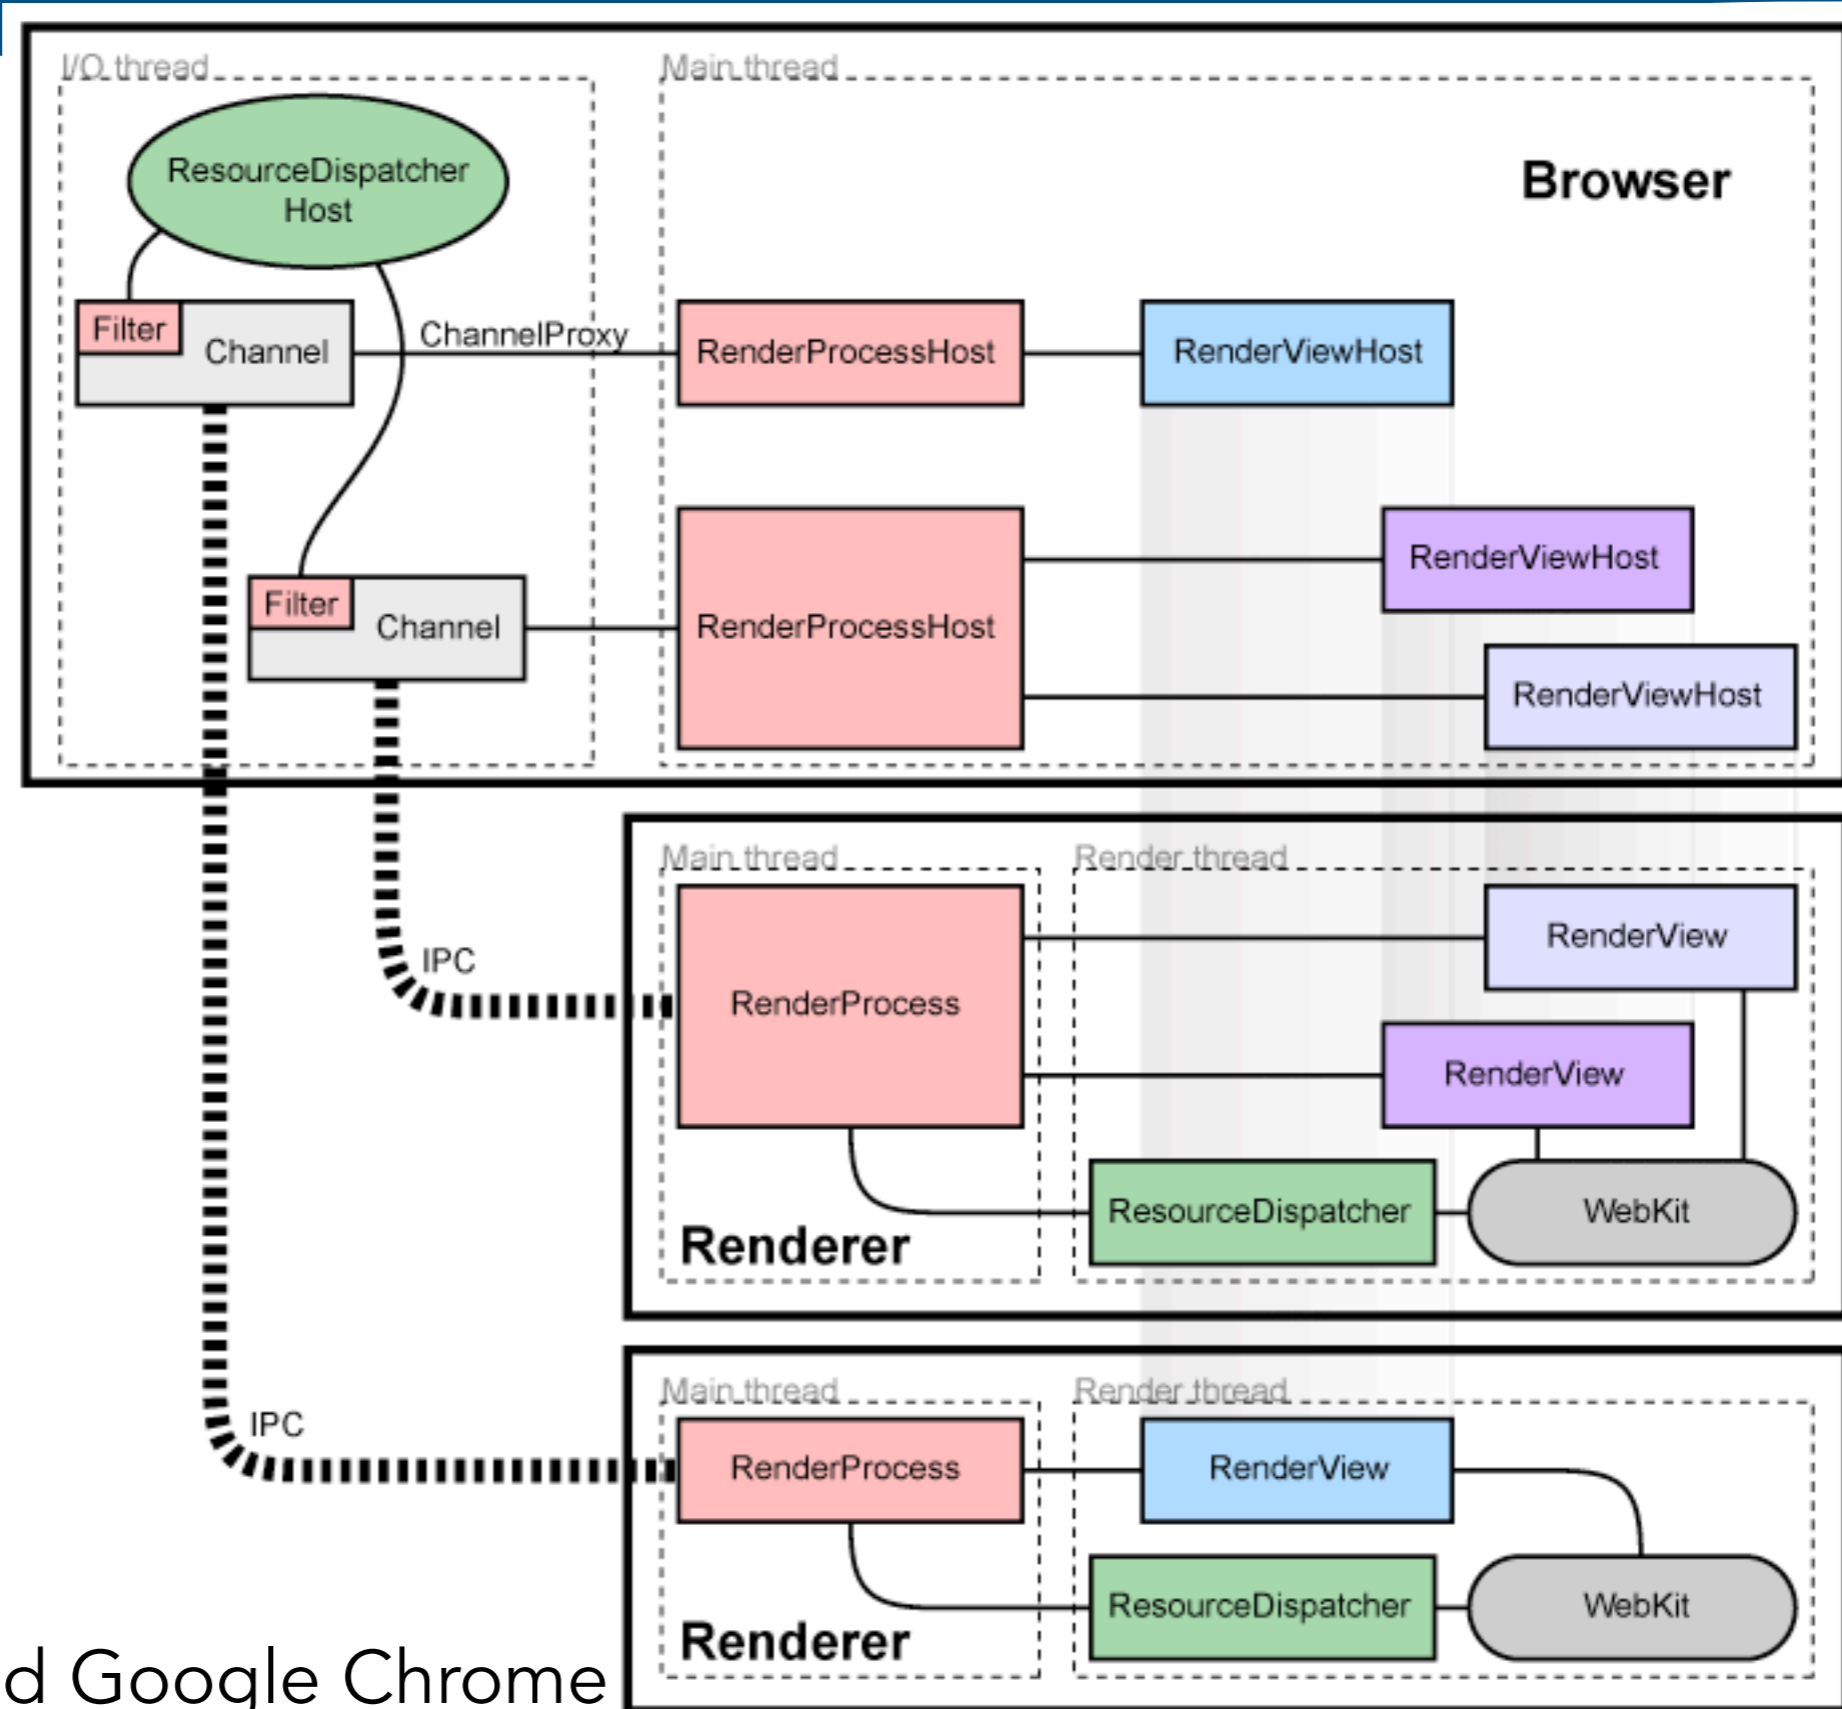 I/O thread
Main thread
ResourceDispatcher
Host
Browser
Filter
Channel
ChannelProxy
RenderProcessHost
RenderViewHost
RenderViewHost
Filter
Channel
RenderProcessHost
RenderViewHost
Main thread
Render thread
RenderView
IPC
RenderProcess
RenderView
ResourceDispatcher
WebKit
Renderer
Main thread
Render thread
IPC
RenderProcess
RenderView
ResourceDispatcher
WebKit
Renderer
d Google Chrome